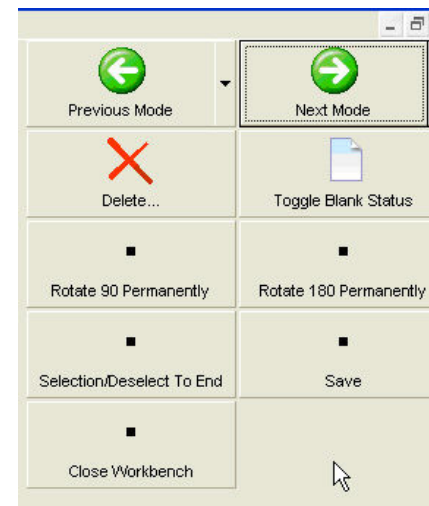 Previous Mode
Next Mode
Delete...
Toggle Blank Status
Rotate 90 Permanently
Rotate 180 Permanently
Selection/Deselect To End
Save
Close Workbench